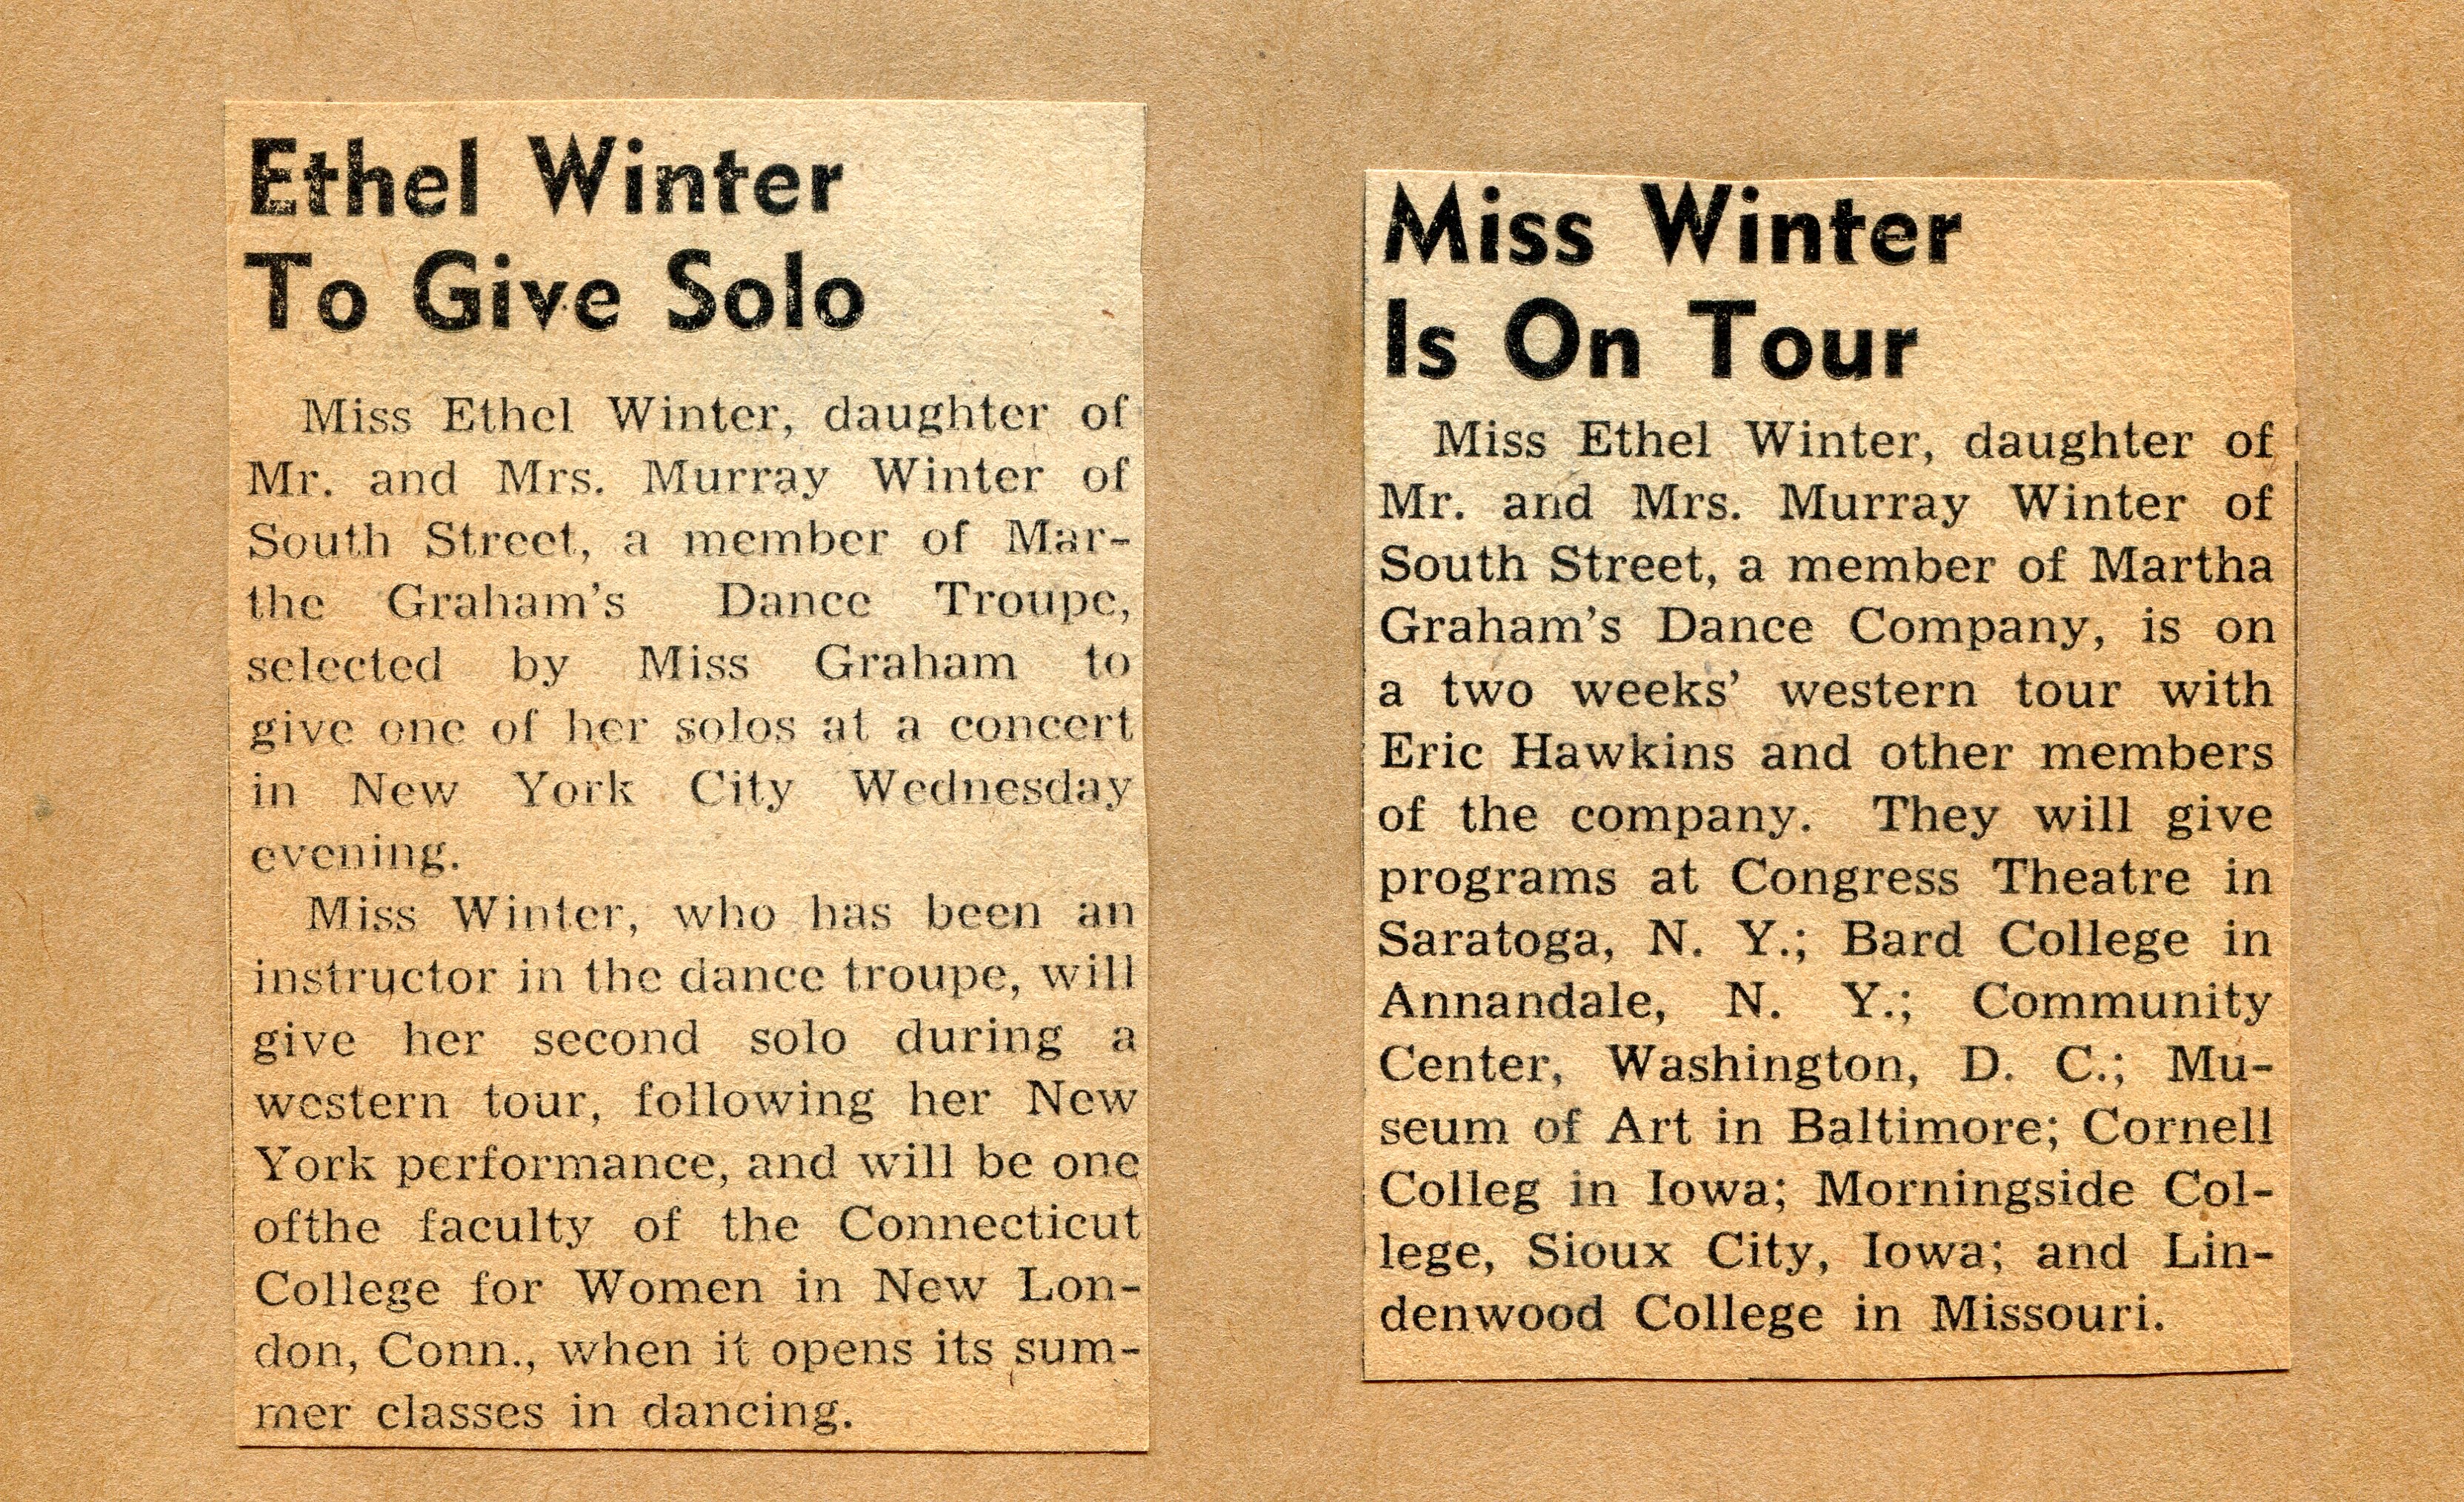 Ethel Winter
To Give Solo
Miss Ethel Winter, daughter of
Mr. and Mrs. Murray Winter of
South Street, a member of Mar-
the Graham's Dance Troupe,
selected by Miss Graham to
give one of her solos at a concert
in New York City Wednesday
evening.
Miss Winter, who has been an
instructor in the dance troupe, will
give her second solo during a
western tour, following her New
York performance, and will be one
ofthe faculty of the Connecticut
College for Women in New Lon-
don, Conn., when it opens its sum-
mer classes in dancing.
Miss Winter
Is On Tour
Miss Ethel Winter, daughter of
Mr. and Mrs. Murray Winter of
South Street, a member of Martha
Graham's Dance Company, is on
a two weeks' western tour with
Eric Hawkins and other members
of the company. They will give
programs at Congress Theatre in
Saratoga, N. Y.; Bard College in
Annandale, N. Y.; Community
Center, Washington, D. C.; Mu-
seum of Art in Baltimore; Cornell
Colleg in Iowa; Morningside Col-
lege, Sioux City, Iowa; and Lin-
denwood College in Missouri.